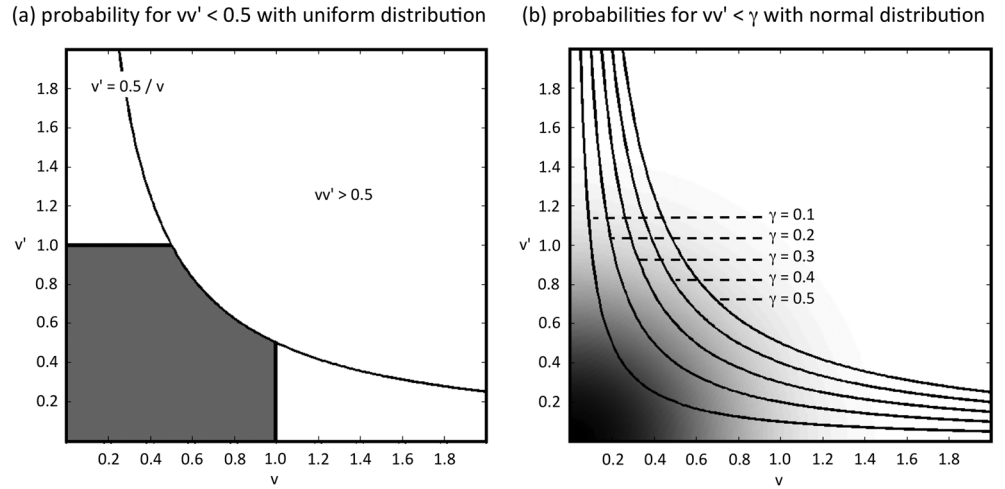 (a) probability for vv' < 0.5 with uniform distribution
1.8
1.6
1.4
1.2
1.0
0.8
0.6
0.4
0.2
v'
v' = 0.5 / v
vv' > 0.5
0.2 0.4 0.6 0.8 1.0 1.2 1.4 1.6 1.8
v
(b) probabilities for vv' < γ with normal distribution
1.8
1.6
1.4
1.2
1.0
0.8
0.6
0.4
0.2
v'
γ = 0.1
γ = 0.2
γ = 0.3
γ = 0.4
γ = 0.5
0.2 0.4 0.6 0.8 1.0 1.2 1.4 1.6 1.8
v